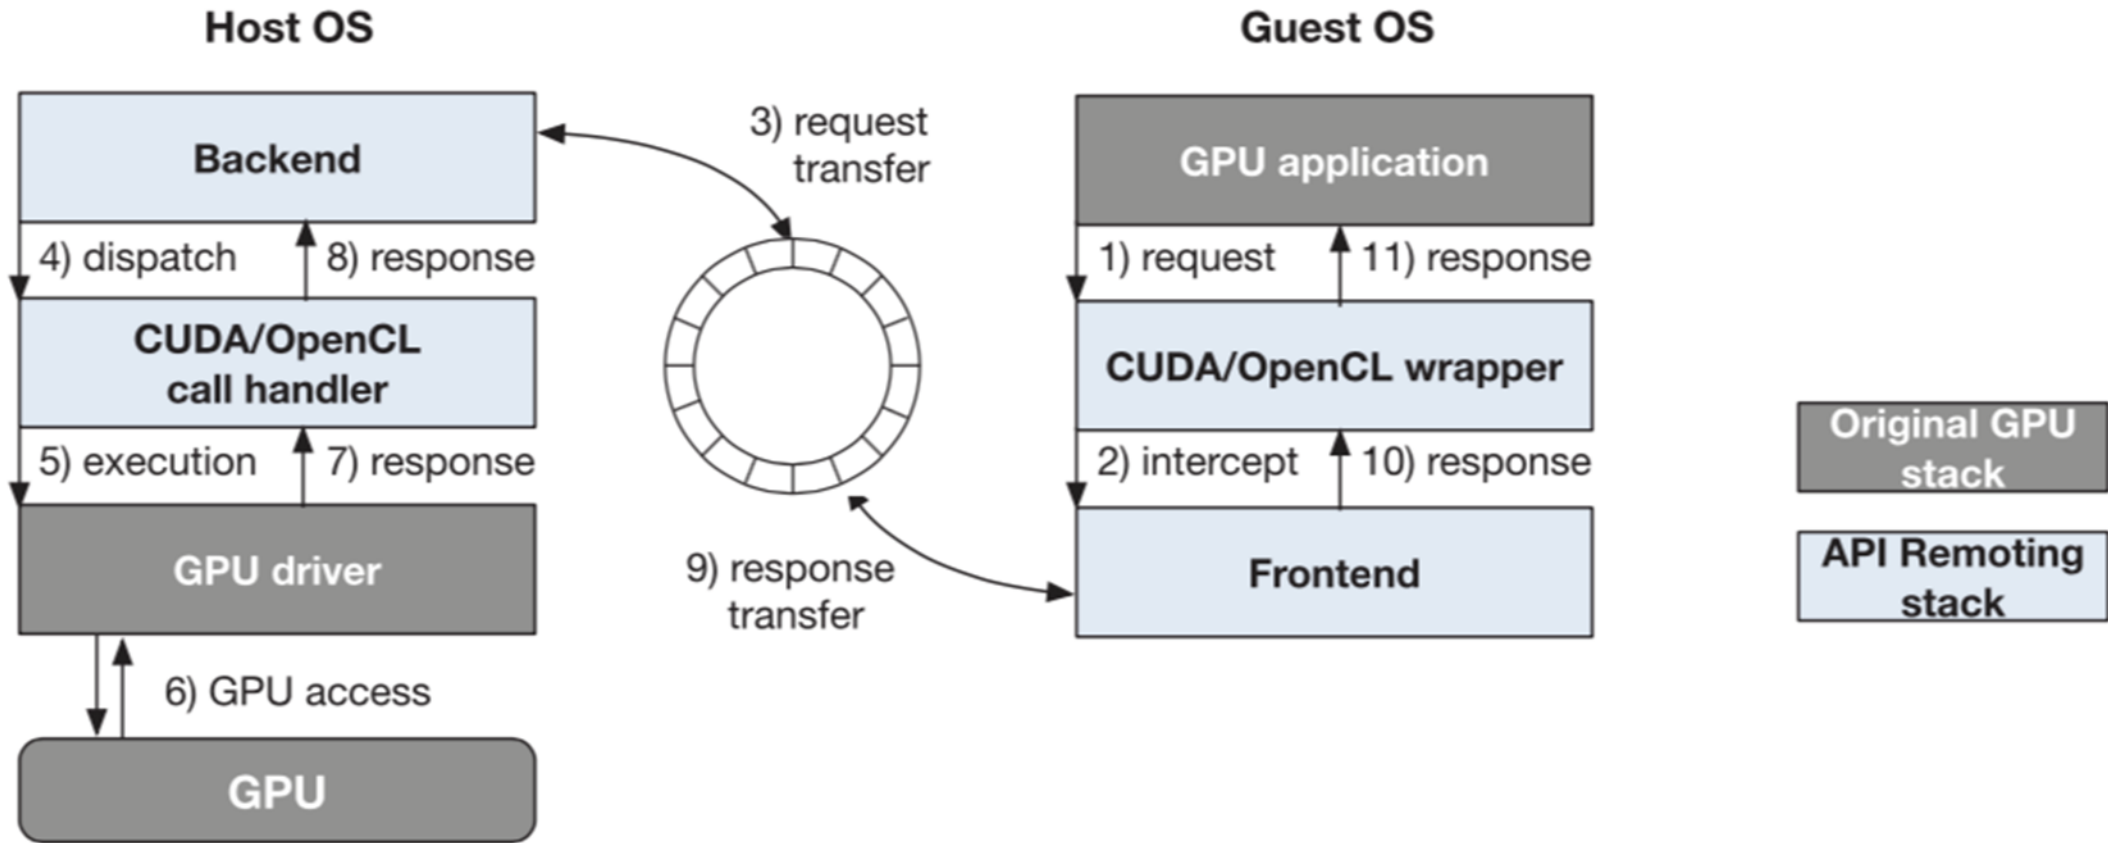 Host OS
Guest OS
Backend
3) request
transfer
GPU application
4) dispatch
8) response
1) request
11) response
CUDA/OpenCL
call handler
CUDA/OpenCL wrapper
Original GPU
stack
5) execution
7) response
2) intercept
10) response
GPU driver
9) response
transfer
Frontend
API Remoting
stack
6) GPU access
GPU